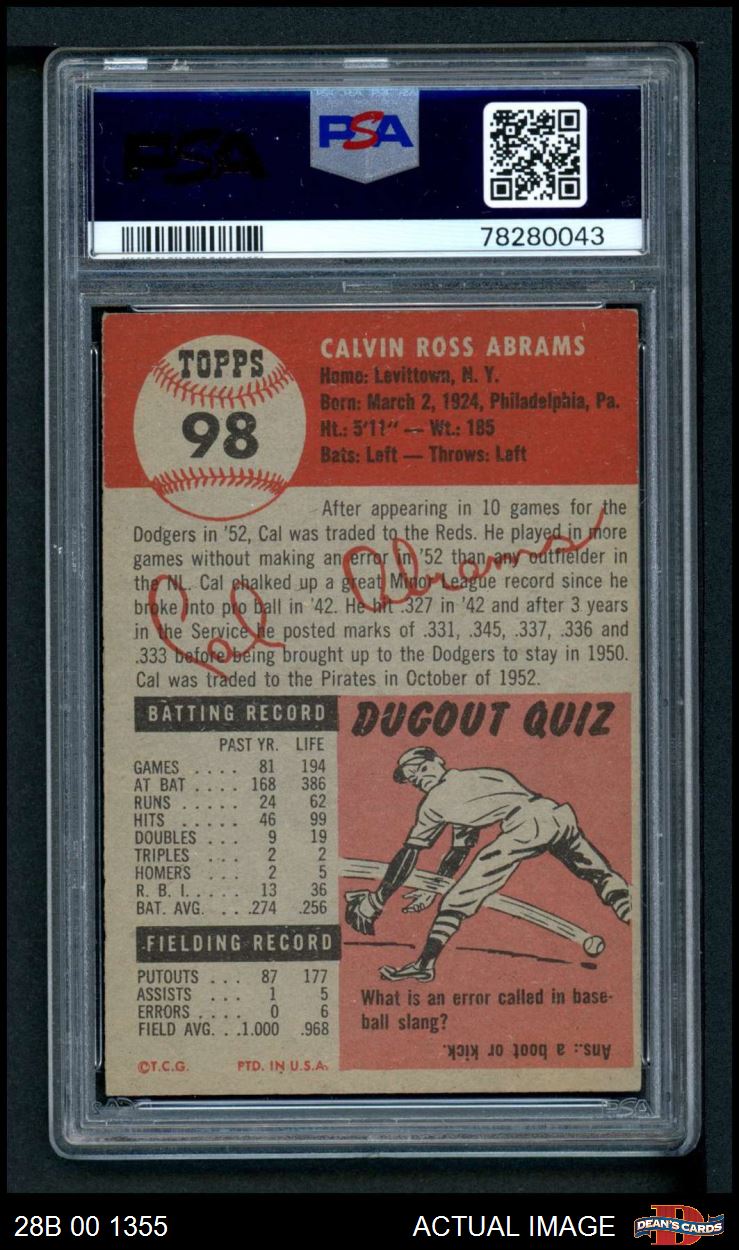 PSA
PSA
78280043
TOPPS
98
CALVIN ROSS ABRAMS
Home: Levittown, N. Y.
Born: March 2, 1924, Philadelphia, Pa.
Ht.: 5'11" — Wt.: 185
Bats: Left — Throws: Left
After appearing in 10 games for the
Dodgers in '52, Cal was traded to the Reds. He played in more
games without making an error in '52 than any outfielder in
the NL. Cal chalked up a great Minor League record since he
broke into pro ball in '42. He hit .327 in '42 and after 3 years
in the Service he posted marks of .331, .345, .337, .336 and
.333 before being brought up to the Dodgers to stay in 1950.
Cal was traded to the Pirates in October of 1952.
Cal Abrams
BATTING RECORD
PAST YR. LIFE
GAMES .... 81 194
AT BAT .... 168 386
RUNS ..... 24 62
HITS ..... 46 99
DOUBLES ... 9 19
TRIPLES ... 2 2
HOMERS ... 2 5
R. B. I. .... 13 36
BAT. AVG. ...274 .256
FIELDING RECORD
PUTOUTS ... 87 177
ASSISTS ... 1 5
ERRORS .... 0 6
FIELD AVG. ..1.000 .968
©T.C.G. PTD. IN U.S.A.
DUGOUT QUIZ
What is an error called in base-
ball slang?
Ans.: a boot or kick.
PSA
28B 00 1355
ACTUAL IMAGE
D
DEAN'S CARDS